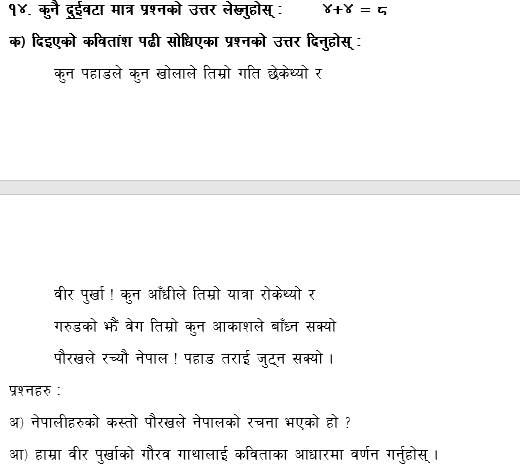 १४. कुनै दुईवटा मात्र प्रश्नको उत्तर लेख्नुहोस् : ४+४ = ८
क) दिइएको कवितांश पढी सोधिएका प्रश्नको उत्तर दिनुहोस् :
कुन पहाडले कुन खोलाले तिम्रो गति छेकेथ्यो र
वीर पुर्खा ! कुन आँधीले तिम्रो यात्रा रोकेथ्यो र
गरुडको झैं वेग तिम्रो कुन आकाशले बाँध्न सक्यो
पौरखले रच्यौ नेपाल ! पहाड तराई जुट्न सक्यो ।
प्रश्नहरु :
अ) नेपालीहरुको कस्तो पौरखले नेपालको रचना भएको हो ?
आ) हाम्रा वीर पुर्खाको गौरव गाथालाई कविताका आधारमा वर्णन गर्नुहोस् ।